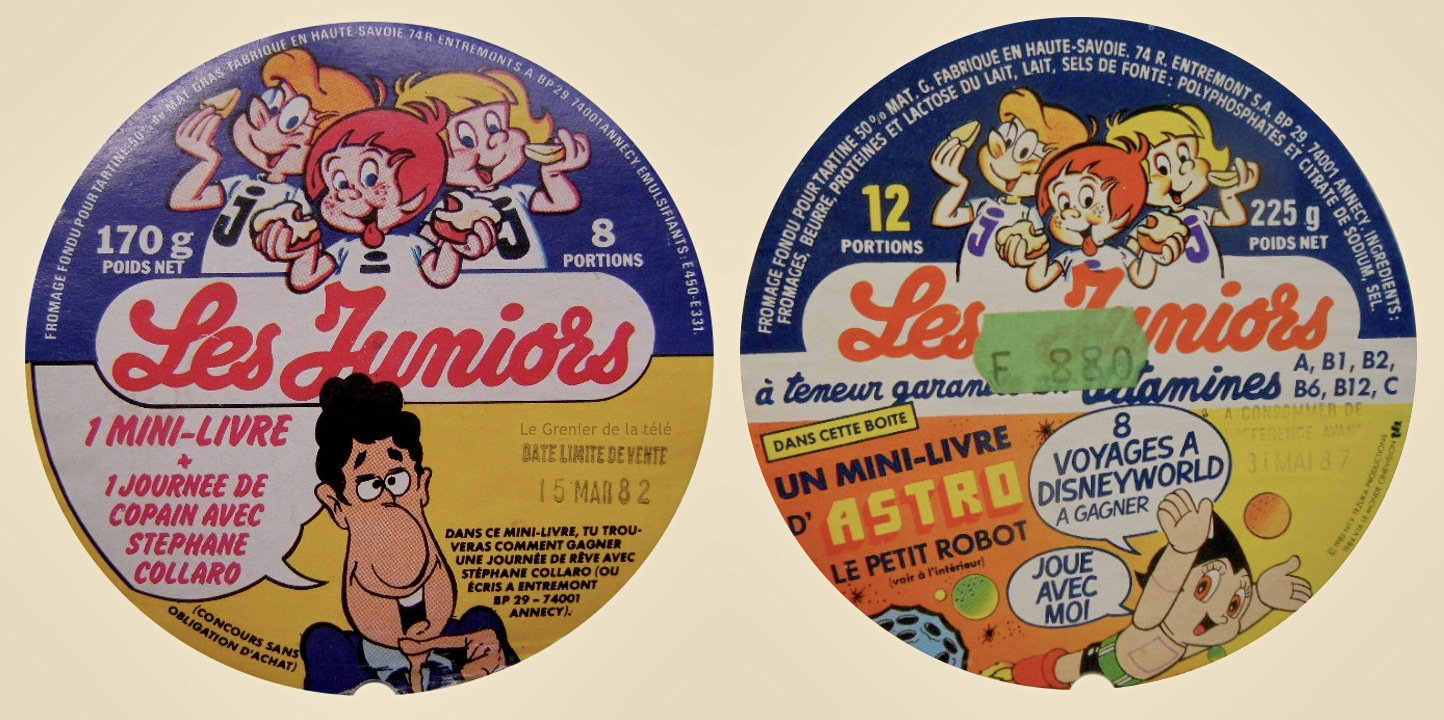 FROMAGE FONDU POUR TARTINE.50% de MAT. GRAS. FABRIQUÉ EN HAUTE-SAVOIE 74 R. ENTREMONT S.A. BP 29 74001 ANNECY. EMULSIFIANTS : E450-E331
j
j
170 g
POIDS NET
8
PORTIONS
Les Juniors
1 MINI-LIVRE
+
1 JOURNEE DE
COPAIN AVEC
STEPHANE
COLLARO
(CONCOURS SANS
OBLIGATION D'ACHAT)
Le Grenier de la télé
DATE LIMITE DE VENTE
15 MAR 82
DANS CE MINI-LIVRE, TU TROU-
VERAS COMMENT GAGNER
UNE JOURNÉE DE RÊVE AVEC
STÉPHANE COLLARO (OU
ÉCRIS A ENTREMONT
BP 29 - 74001
ANNECY).
FROMAGE FONDU POUR TARTINE 50% MAT. G. FABRIQUE EN HAUTE-SAVOIE. 74 R. ENTREMONT S.A. BP 29. 74001 ANNECY. INGREDIENTS :
FROMAGES, BEURRE, PROTEINES ET LACTOSE DU LAIT, LAIT, SELS DE FONTE : POLYPHOSPHATES ET CITRATE DE SODIUM, SEL.
j
j
12
PORTIONS
225 g
POIDS NET
Les Juniors
F 880
à teneur garan
vitamines
A, B1, B2,
B6, B12, C
DANS CETTE BOITE
UN MINI-LIVRE
D'ASTRO
LE PETIT ROBOT
(voir à l'intérieur)
8
VOYAGES A
DISNEYWORLD
A GAGNER
JOUE
AVEC
MOI
A CONSOMMER DE
31 MAI 87